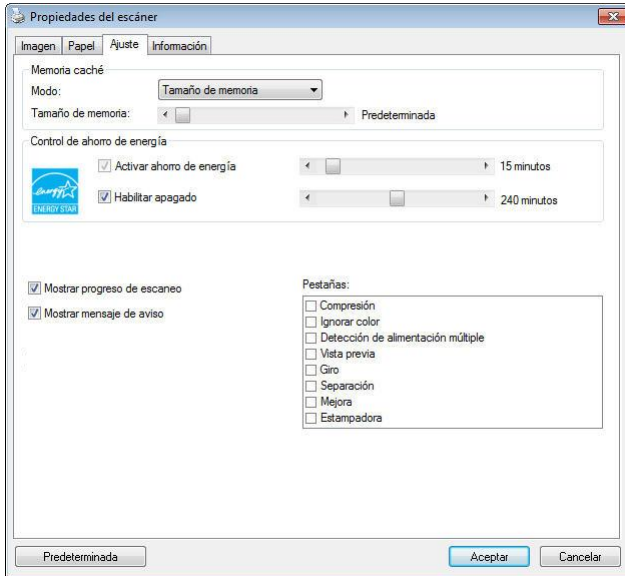 Propiedades del escáner
Imagen Papel Ajuste Información
Memoria caché
Modo: Tamaño de memoria
Tamaño de memoria: Predeterminada
Control de ahorro de energía
energy
ENERGY STAR
Activar ahorro de energía 15 minutos
Habilitar apagado 240 minutos
Mostrar progreso de escaneo
Mostrar mensaje de aviso
Pestañas:
Compresión
Ignorar color
Detección de alimentación múltiple
Vista previa
Giro
Separación
Mejora
Estampadora
Predeterminada Aceptar Cancelar